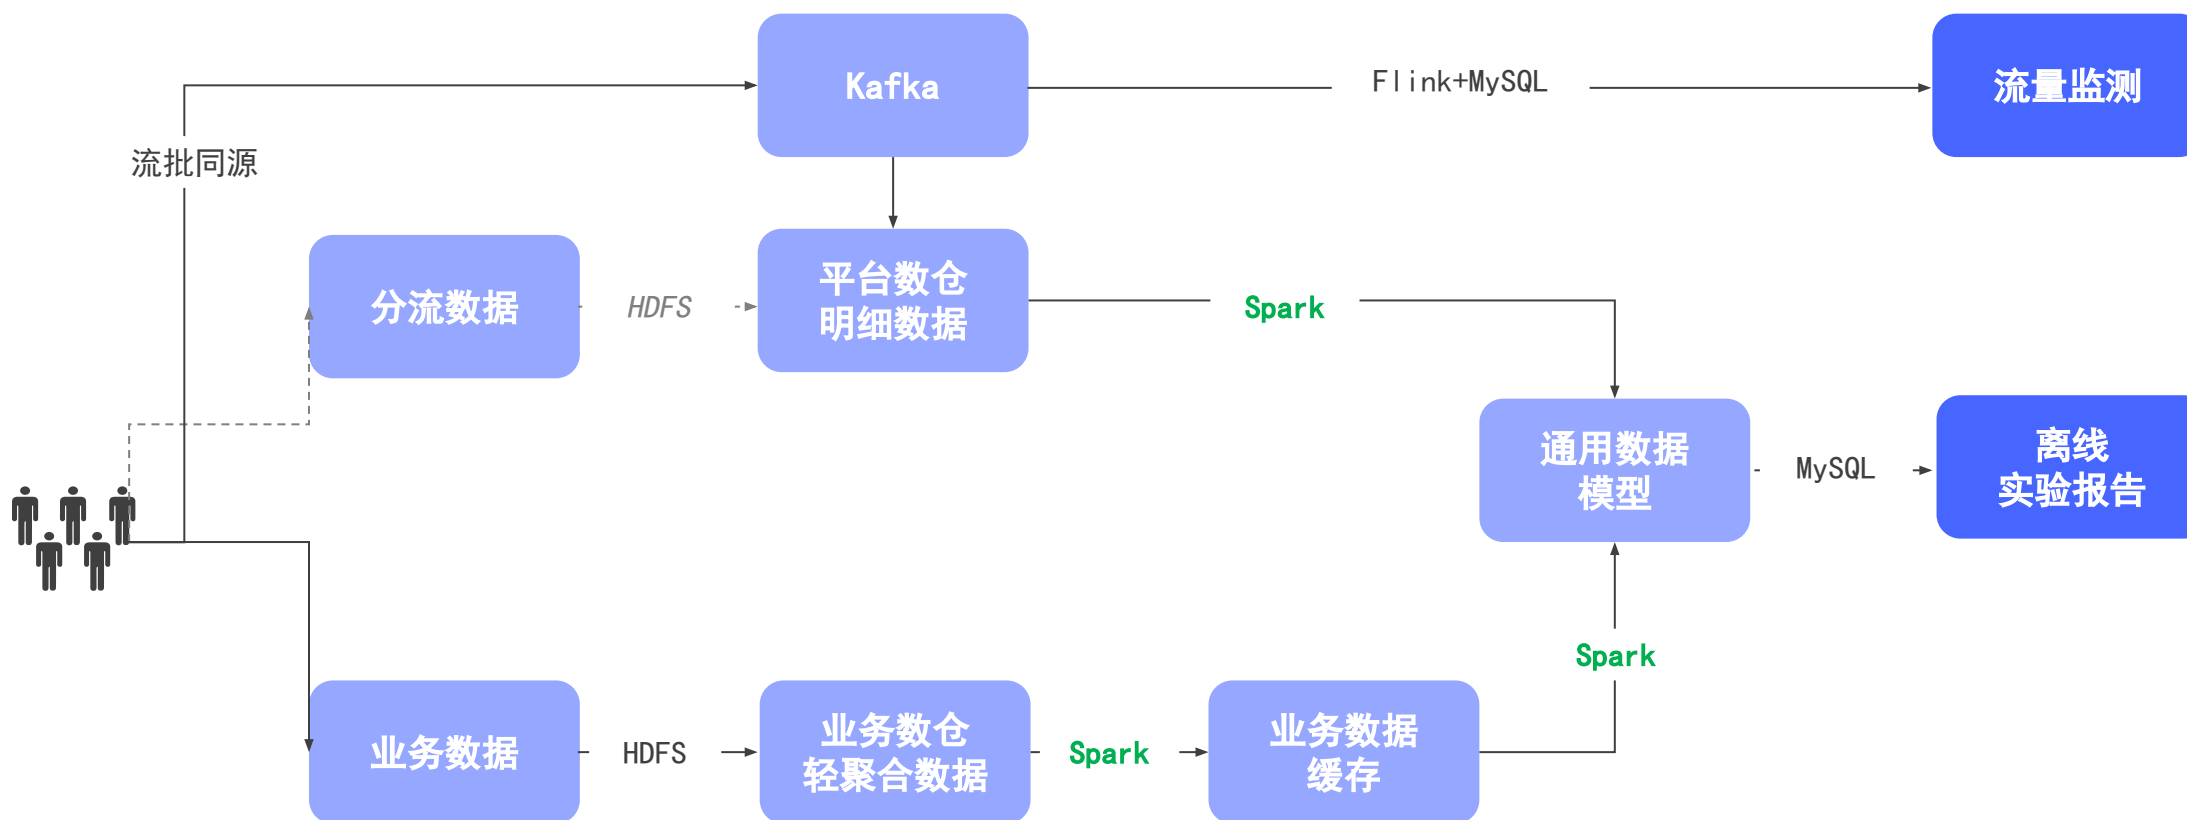 Kafka
Flink+MySQL
流量监测
流批同源
分流数据
HDFS
平台数仓
明细数据
Spark
通用数据
模型
MySQL
离线
实验报告
Spark
业务数据
HDFS
业务数仓
轻聚合数据
Spark
业务数据
缓存